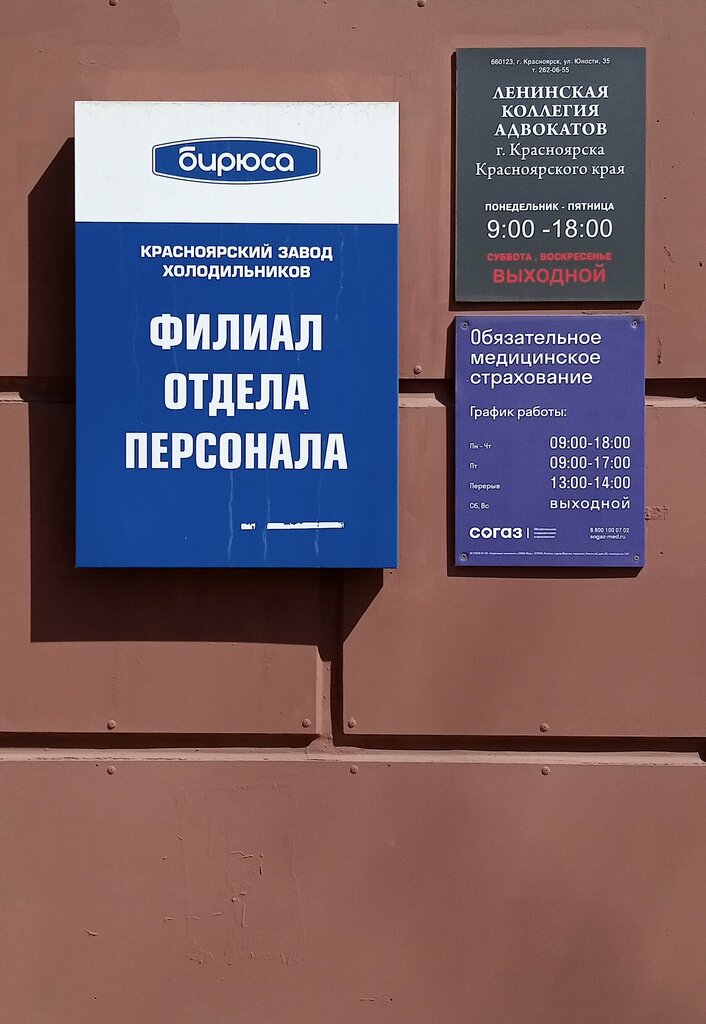 бирюса
КРАСНОЯРСКИЙ ЗАВОД
ХОЛОДИЛЬНИКОВ
ФИЛИАЛ
ОТДЕЛА
ПЕРСОНАЛА
660123, г. Красноярск, ул. Юности, 35
т. 262-06-55
ЛЕНИНСКАЯ
КОЛЛЕГИЯ
АДВОКАТОВ
г. Красноярска
Красноярского края
ПОНЕДЕЛЬНИК - ПЯТНИЦА
9:00 -18:00
СУББОТА , ВОСКРЕСЕНЬЕ
ВЫХОДНОЙ
Обязательное
медицинское
страхование
График работы:
Пн - Чт 09:00-18:00
Пт 09:00-17:00
Перерыв 13:00-14:00
Сб, Вс выходной
согаз
Обязательное
медицинское
страхование
8 800 100 07 02
sogaz-med.ru